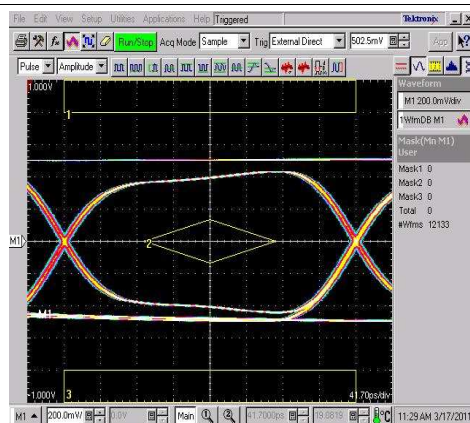 File Edit View Setup Utilities Applications Help Triggered Tektronix
Run/Stop Acq Mode Sample Trig External Direct 502.5mV App
Pulse Amplitude
Waveform
M1 200.0mV/div
1WfmDB M1
Mask(Mn M1)
User
Mask1 0
Mask2 0
Mask3 0
Total 0
#Wfms 12133
1.000V
1
M1
2
M1
-1.000V 3 41.70ps/div
M1 200.0mV 0.0V Main 1 2 41.7000ps 19.0819 °C 11:29 AM 3/17/2011